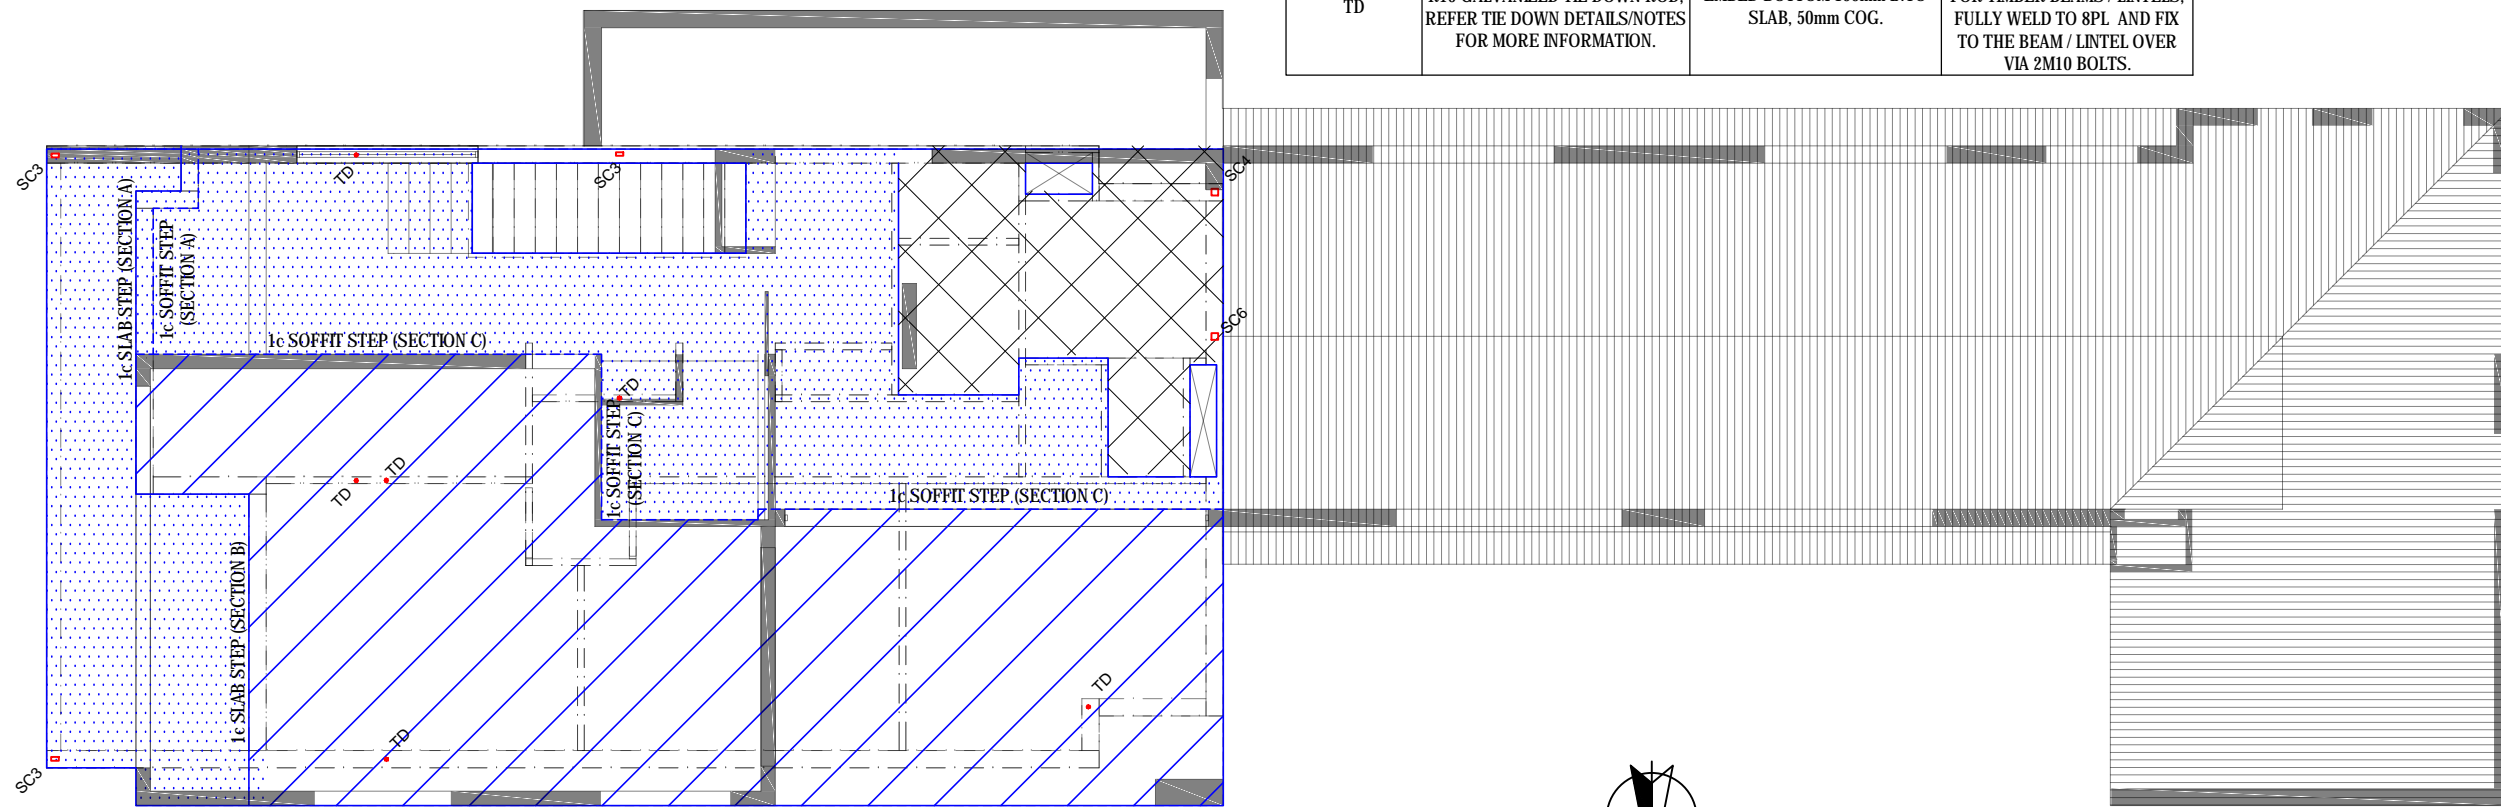 TD
REFER TIE DOWN DETAILS/NOTES
FOR MORE INFORMATION.
SLAB, 50mm COG.
FULLY WELD TO 8PL AND FIX
TO THE BEAM / LINTEL OVER
VIA 2M10 BOLTS.
SC3
TD
SC3
SC4
1c SLAB STEP (SECTION A)
1c SOFFIT STEP
(SECTION A)
1c SOFFIT STEP (SECTION C)
SC6
TD
1c SOFFIT STEP
(SECTION C)
TD
TD
1c SOFFIT STEP (SECTION C)
1c SLAB STEP (SECTION B)
TD
TD
SC3